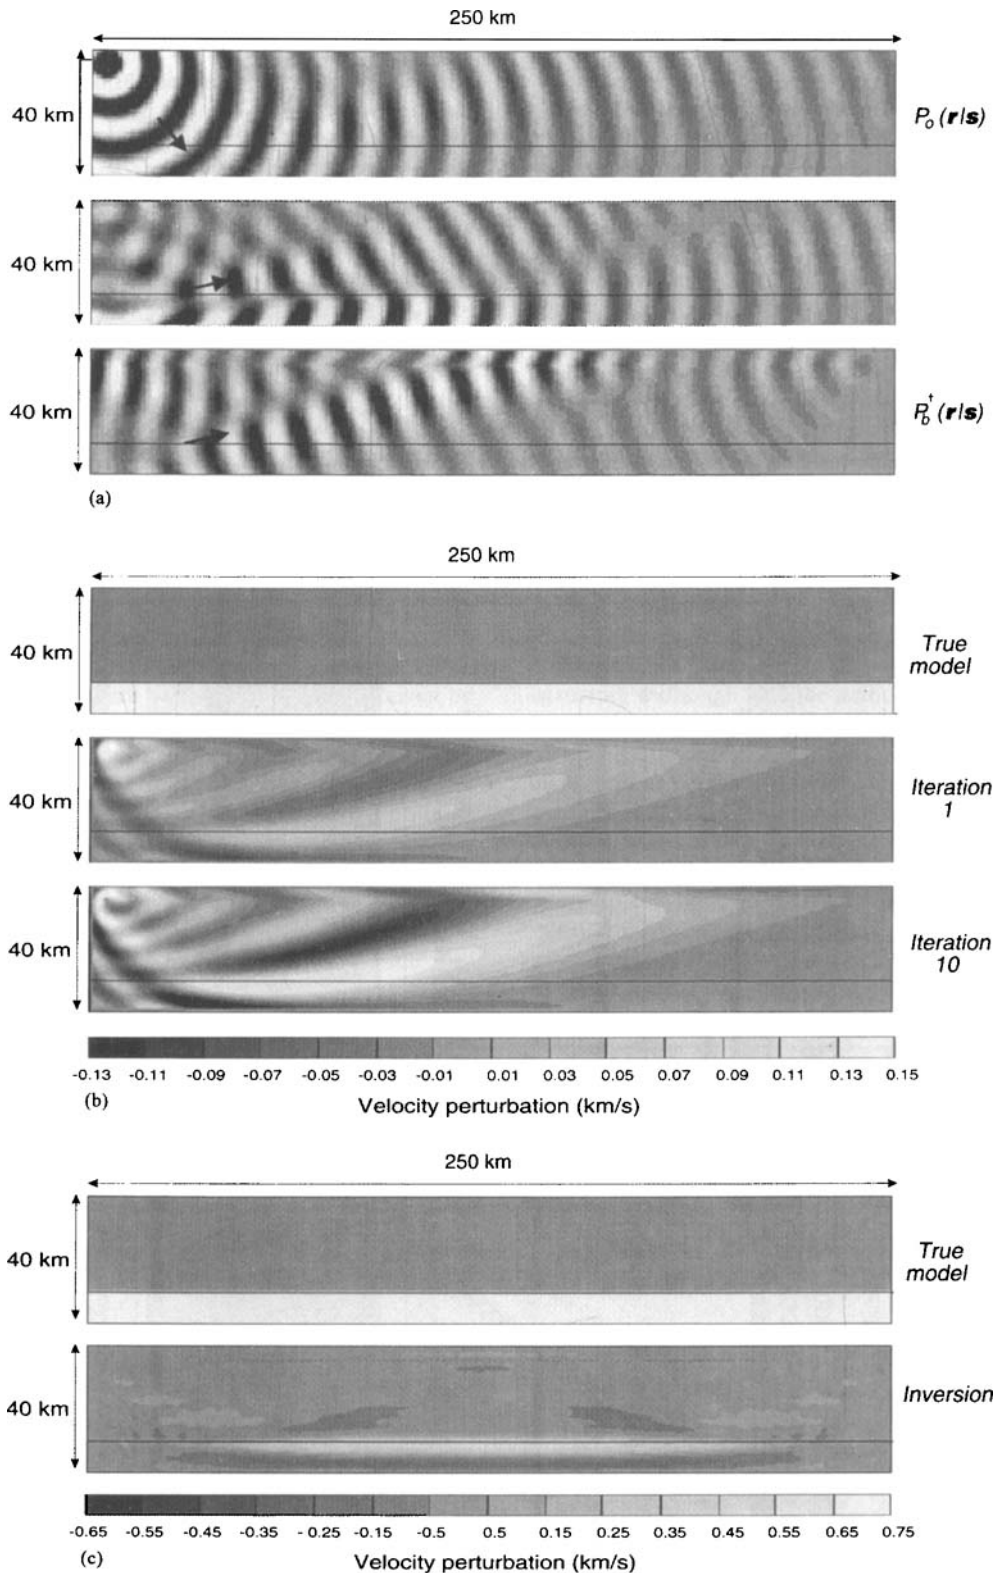 250 km
40 km
P₀ (r|s)
40 km
40 km
P_b^† (r|s)
(a)
250 km
40 km
True
model
40 km
Iteration
1
40 km
Iteration
10
-0.13 -0.11 -0.09 -0.07 -0.05 -0.03 -0.01 0.01 0.03 0.05 0.07 0.09 0.11 0.13 0.15
(b)
Velocity perturbation (km/s)
250 km
40 km
True
model
40 km
Inversion
-0.65 -0.55 -0.45 -0.35 -0.25 -0.15 -0.5 0.5 0.15 0.25 0.35 0.45 0.55 0.65 0.75
(c)
Velocity perturbation (km/s)